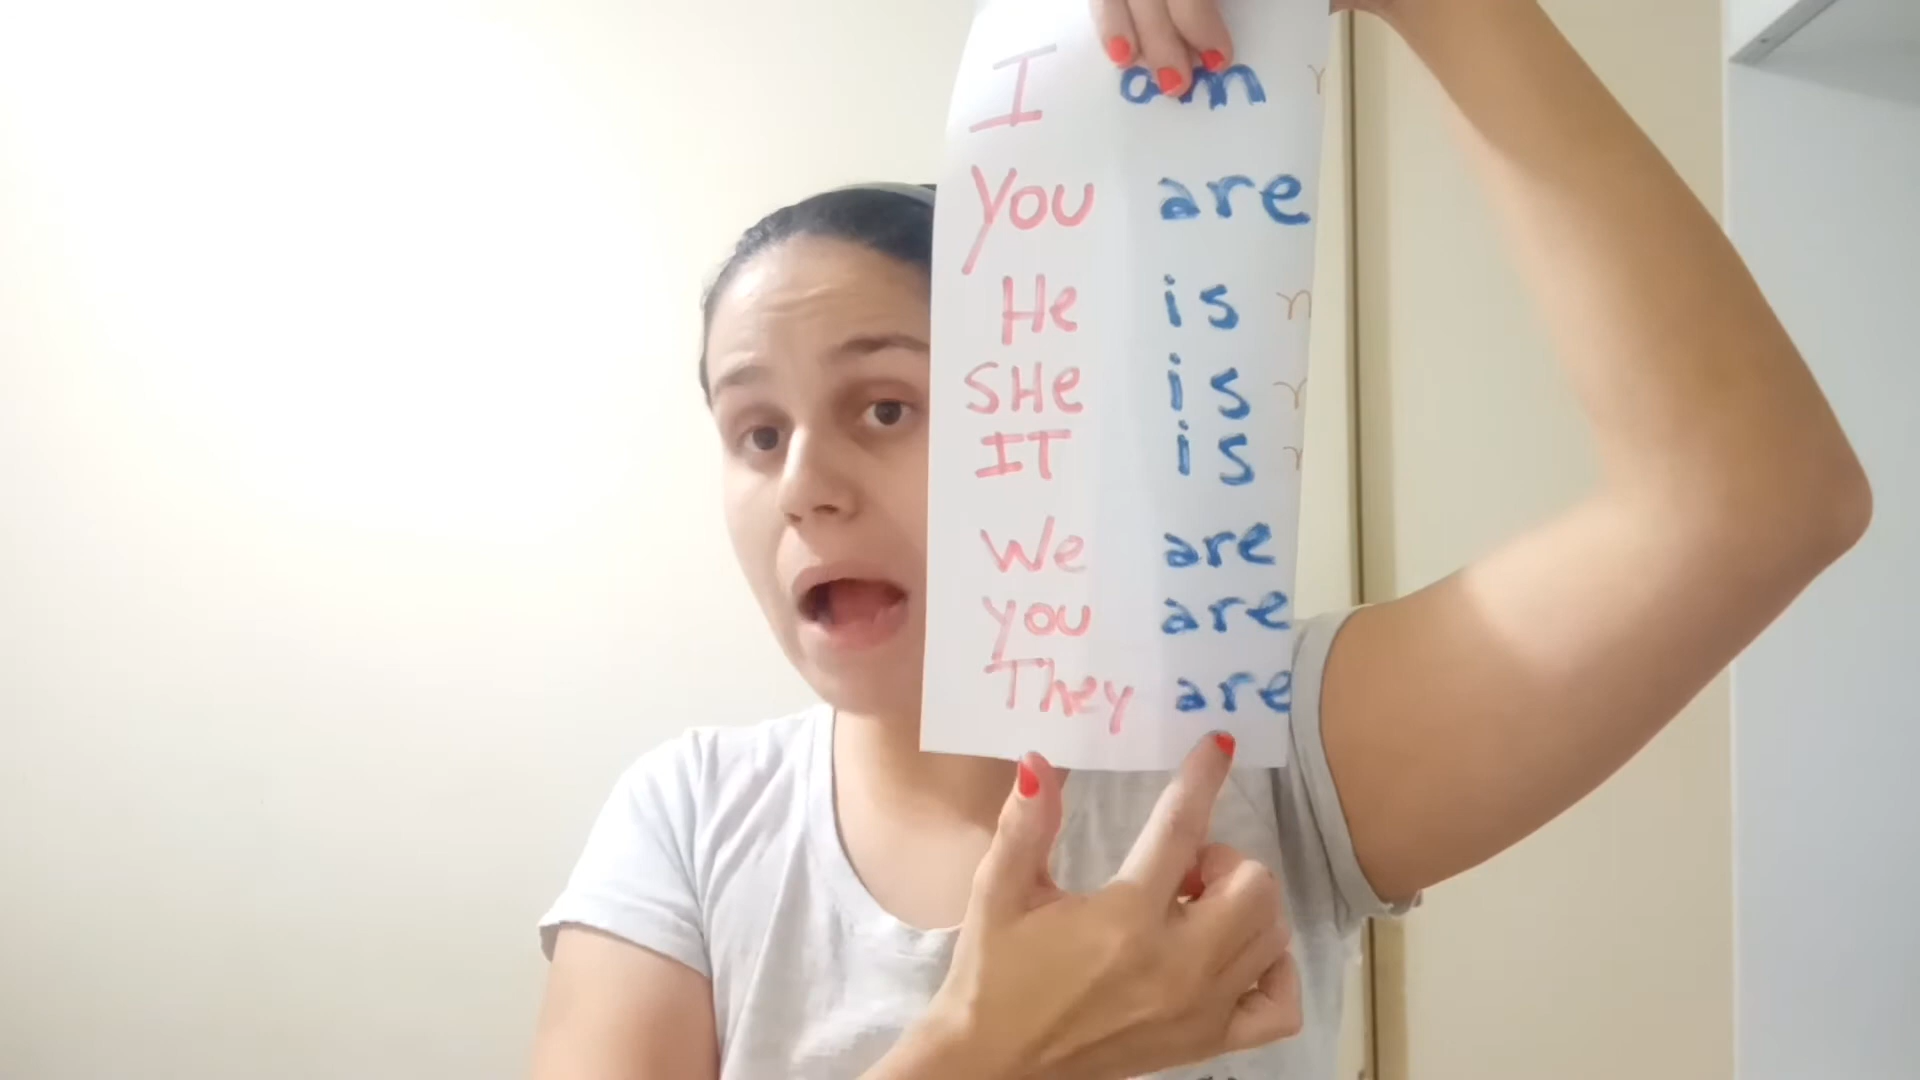 I am
You are
He is n
SHe is
IT is
We are
you are
They are